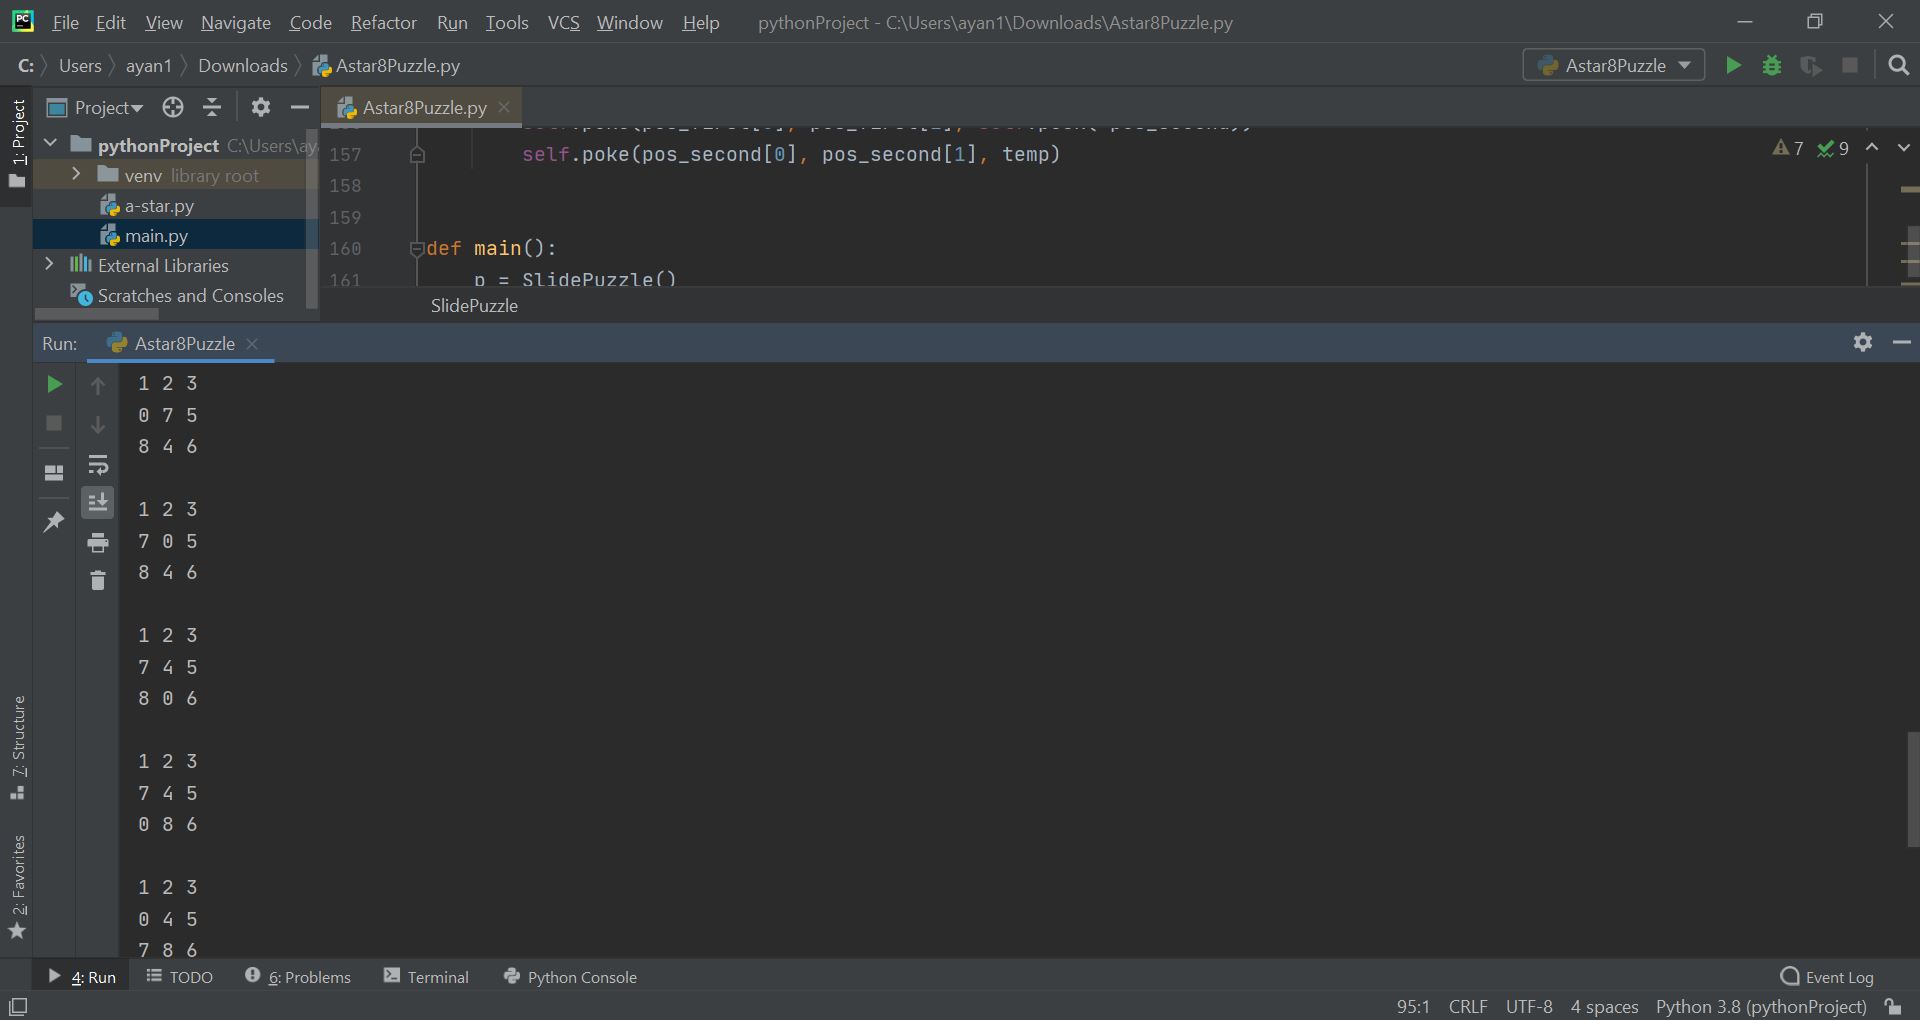 PC File Edit View Navigate Code Refactor Run Tools VCS Window Help pythonProject - C:\Users\ayan1\Downloads\Astar8Puzzle.py
C: Users ayan1 Downloads Astar8Puzzle.py Astar8Puzzle
1: Project
Project
Astar8Puzzle.py
pythonProject C:\Users\ay
venv library root
a-star.py
main.py
External Libraries
Scratches and Consoles
157 self.poke(pos_second[0], pos_second[1], temp)
7 9
158
159
160 def main():
161 p = SlidePuzzle()
SlidePuzzle
Run: Astar8Puzzle
1 2 3
0 7 5
8 4 6
1 2 3
7 0 5
8 4 6
1 2 3
7 4 5
8 0 6
1 2 3
7 4 5
0 8 6
1 2 3
0 4 5
7 8 6
7: Structure
2: Favorites
4: Run TODO 6: Problems Terminal Python Console Event Log
95:1 CRLF UTF-8 4 spaces Python 3.8 (pythonProject)